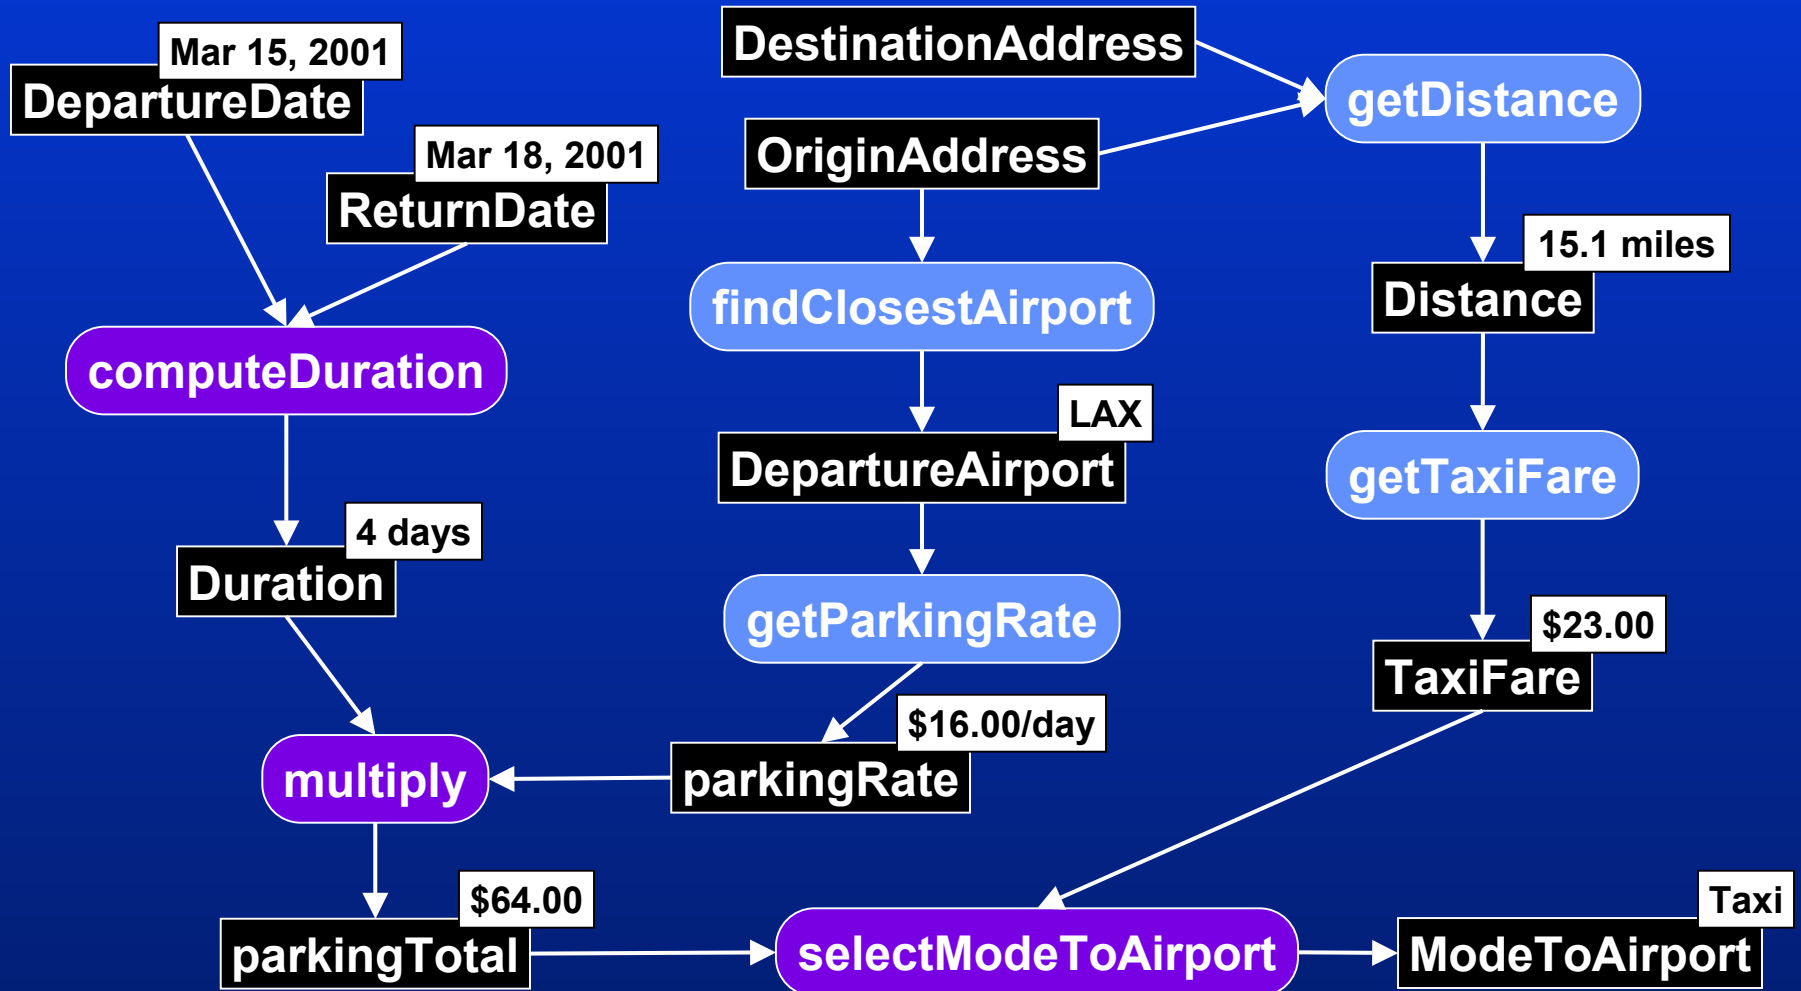 Mar 15, 2001
DepartureDate
Mar 18, 2001
ReturnDate
computeDuration
4 days
Duration
multiply
$64.00
parkingTotal
DestinationAddress
OriginAddress
findClosestAirport
LAX
DepartureAirport
getParkingRate
$16.00/day
parkingRate
getDistance
15.1 miles
Distance
getTaxiFare
$23.00
TaxiFare
selectModeToAirport
Taxi
ModeToAirport